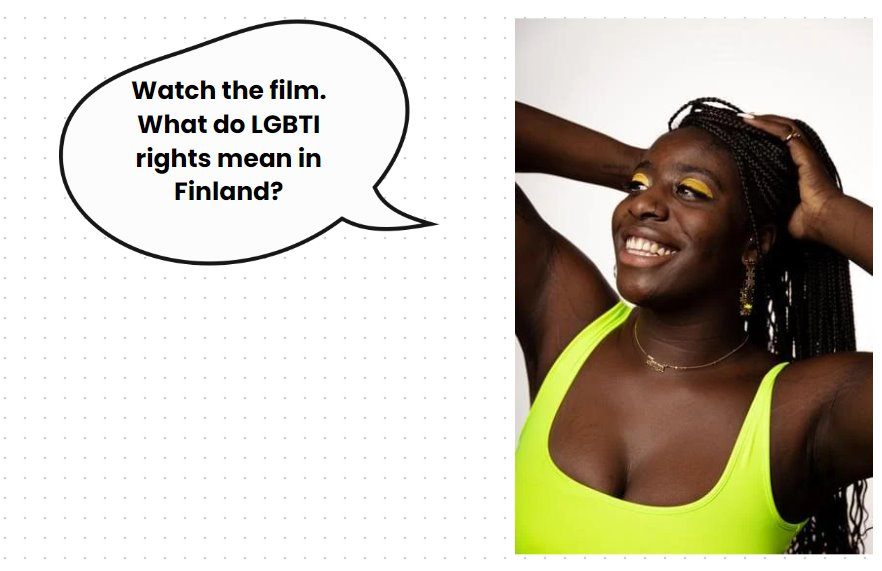 Watch the film.
What do LGBTI
rights mean in
Finland?